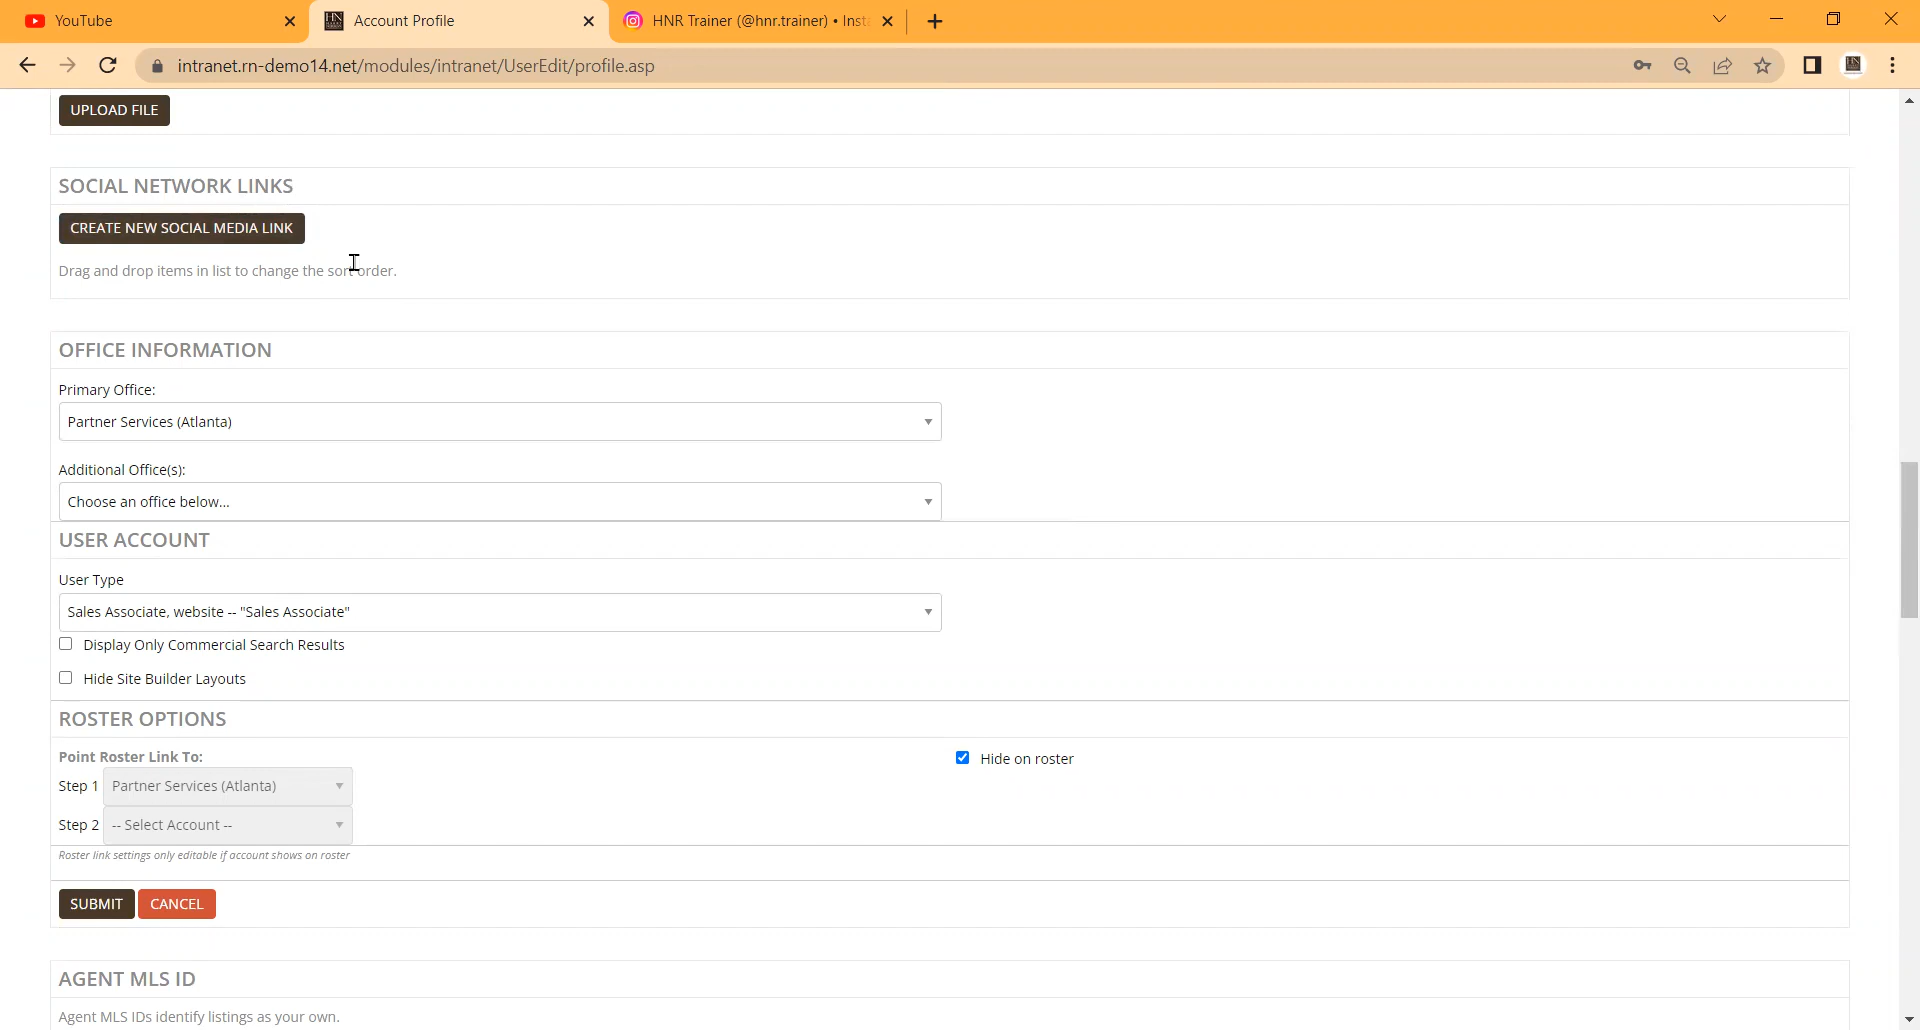 YouTube
Account Profile
HNR Trainer (@hnr.trainer) • Inst
intranet.rn-demo14.net/modules/intranet/UserEdit/profile.asp
UPLOAD FILE
SOCIAL NETWORK LINKS
CREATE NEW SOCIAL MEDIA LINK
Drag and drop items in list to change the sort order.
OFFICE INFORMATION
Primary Office:
Partner Services (Atlanta)
Additional Office(s):
Choose an office below...
USER ACCOUNT
User Type
Sales Associate, website -- "Sales Associate"
Display Only Commercial Search Results
Hide Site Builder Layouts
ROSTER OPTIONS
Point Roster Link To:
Hide on roster
Step 1 Partner Services (Atlanta)
Step 2 -- Select Account --
Roster link settings only editable if account shows on roster
SUBMIT CANCEL
AGENT MLS ID
Agent MLS IDs identify listings as your own.